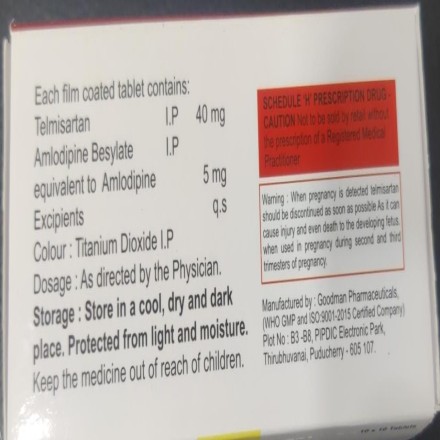 Each film coated tablet contains:
Telmisartan I.P 40 mg
Amlodipine Besylate I.P
equivalent to Amlodipine 5 mg
Excipients q.s
Colour : Titanium Dioxide I.P
Dosage : As directed by the Physician.
Storage : Store in a cool, dry and dark
place. Protected from light and moisture.
Keep the medicine out of reach of children.
SCHEDULE 'H' PRESCRIPTION DRUG -
CAUTION Not to be sold by retail without
the prescription of a Registered Medical
Practitioner
Warning : When pregnancy is detected telmisartan
should be discontinued as soon as possible As it can
cause injury and even death to the developing fetus,
when used in pregnancy during second and third
trimesters of pregnancy.
Manufactured by : Goodman Pharmaceuticals,
(WHO GMP and ISO:9001-2015 Certified Company)
Plot No : B3 -B8, PIPDIC Electronic Park,
Thirubhuvanai, Puducherry - 605 107.
10 x 10 Tablets